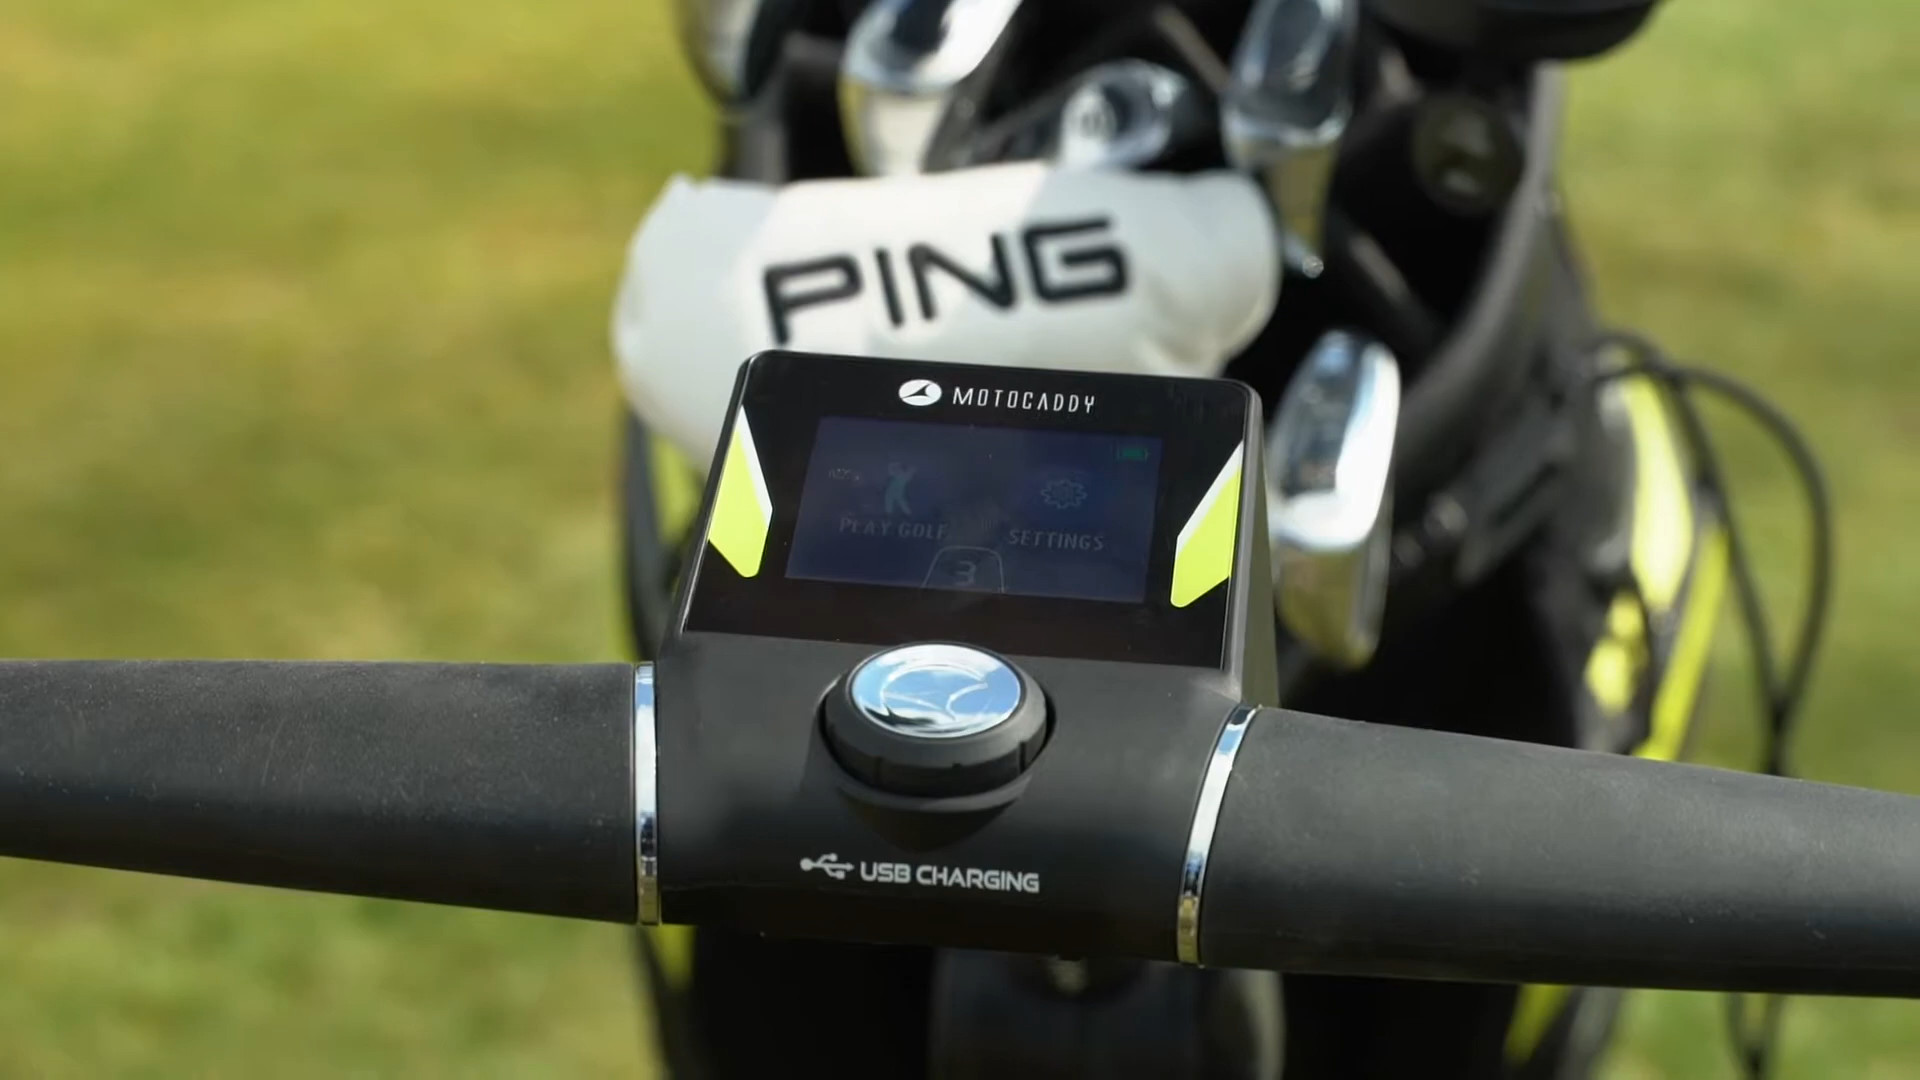 PING
MOTOCADDY
PLAY GOLF
SETTINGS
3
USB CHARGING